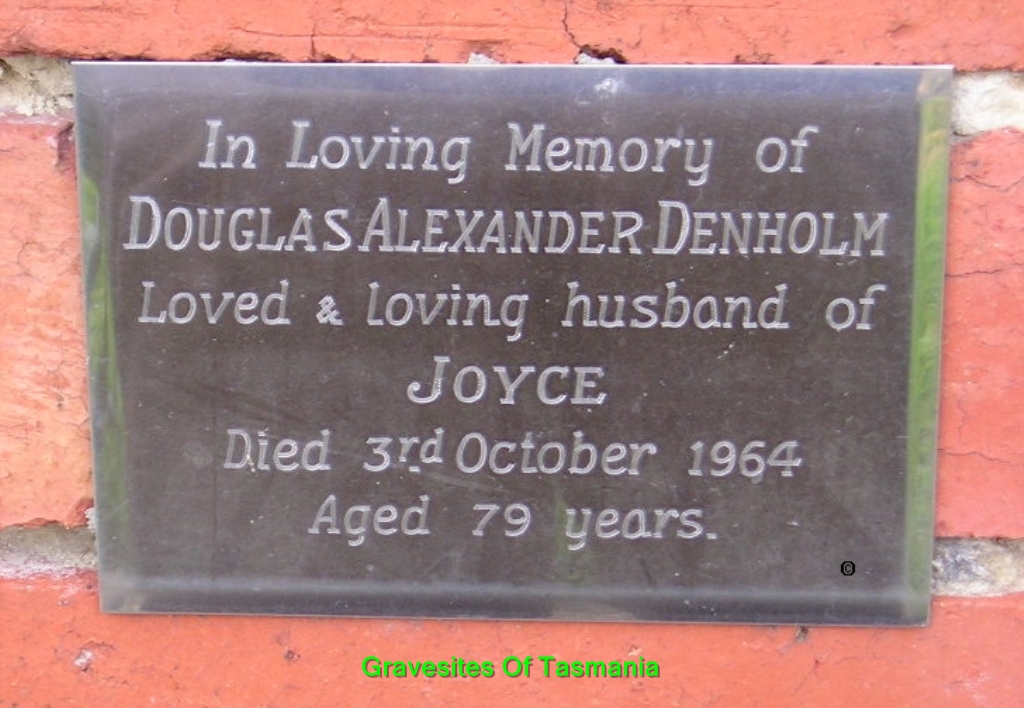 In Loving Memory of
DOUGLAS ALEXANDER DENHOLM
Loved & loving husband of
JOYCE
Died 3rd October 1964
Aged 79 years.
©
Gravesites Of Tasmania